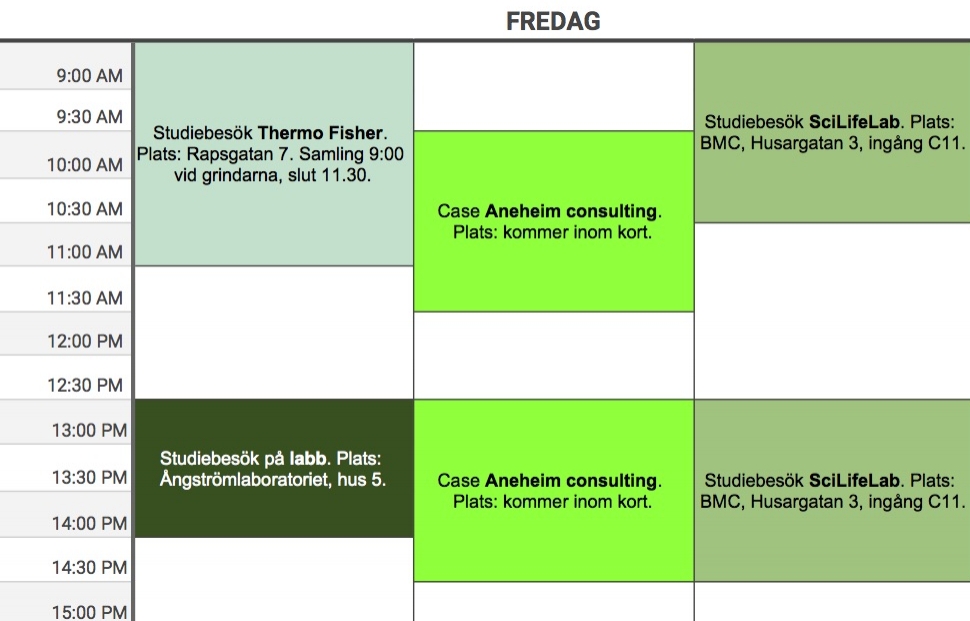 FREDAG
9:00 AM
9:30 AM
10:00 AM
10:30 AM
11:00 AM
11:30 AM
12:00 PM
12:30 PM
13:00 PM
13:30 PM
14:00 PM
14:30 PM
15:00 PM
Studiebesök Thermo Fisher.
Plats: Rapsgatan 7. Samling 9:00
vid grindarna, slut 11.30.
Studiebesök på labb. Plats:
Ångströmlaboratoriet, hus 5.
Case Aneheim consulting.
Plats: kommer inom kort.
Case Aneheim consulting.
Plats: kommer inom kort.
Studiebesök SciLifeLab. Plats:
BMC, Husargatan 3, ingång C11.
Studiebesök SciLifeLab. Plats:
BMC, Husargatan 3, ingång C11.